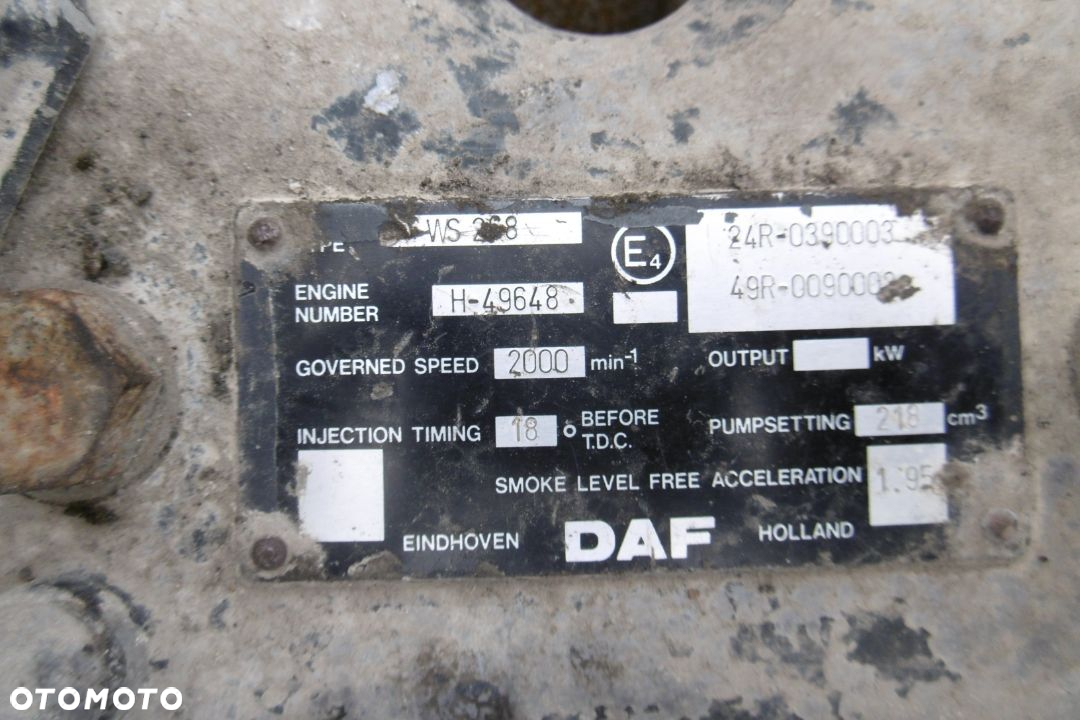 WS 268
E4
24R-0390003
49R-009000
ENGINE
NUMBER H-49648
GOVERNED SPEED 2000 min-1
OUTPUT kW
INJECTION TIMING 18 ° BEFORE
T.D.C.
PUMPSETTING 218 cm3
SMOKE LEVEL FREE ACCELERATION 1.95
EINDHOVEN DAF HOLLAND
OTOMOTO